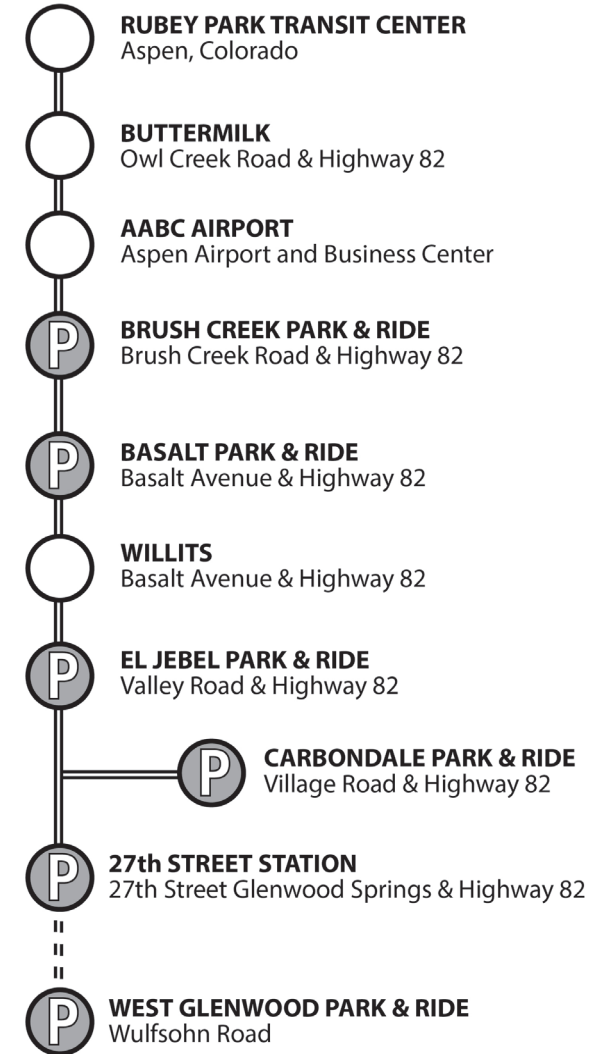 RUBEY PARK TRANSIT CENTER
Aspen, Colorado
BUTTERMILK
Owl Creek Road & Highway 82
AABC AIRPORT
Aspen Airport and Business Center
P
BRUSH CREEK PARK & RIDE
Brush Creek Road & Highway 82
P
BASALT PARK & RIDE
Basalt Avenue & Highway 82
WILLITS
Basalt Avenue & Highway 82
P
EL JEBEL PARK & RIDE
Valley Road & Highway 82
P
CARBONDALE PARK & RIDE
Village Road & Highway 82
P
27th STREET STATION
27th Street Glenwood Springs & Highway 82
P
WEST GLENWOOD PARK & RIDE
Wulfsohn Road